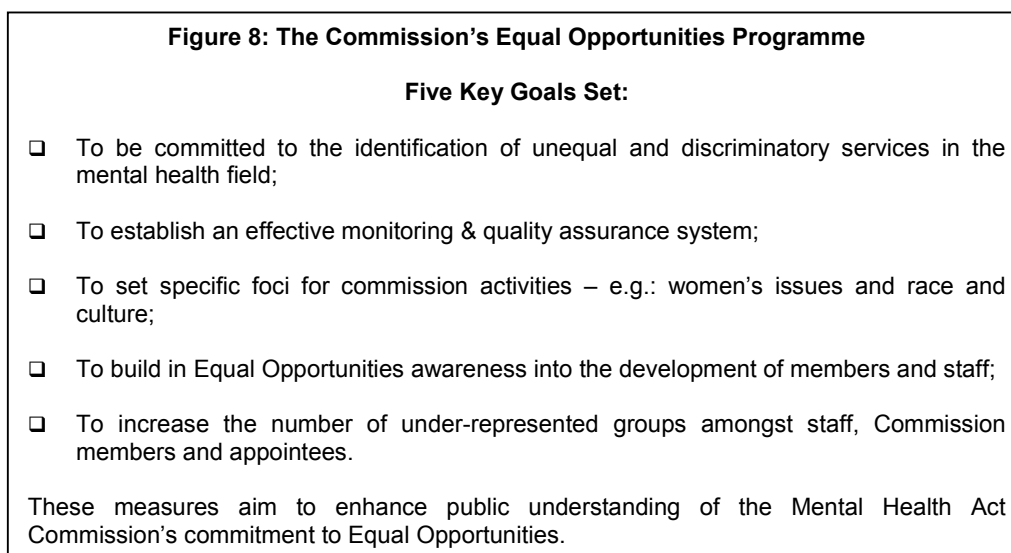 Figure 8: The Commission’s Equal Opportunities Programme
Five Key Goals Set:
❑ To be committed to the identification of unequal and discriminatory services in the
mental health field;
❑ To establish an effective monitoring & quality assurance system;
❑ To set specific foci for commission activities – e.g.: women’s issues and race and
culture;
❑ To build in Equal Opportunities awareness into the development of members and staff;
❑ To increase the number of under-represented groups amongst staff, Commission
members and appointees.
These measures aim to enhance public understanding of the Mental Health Act
Commission’s commitment to Equal Opportunities.